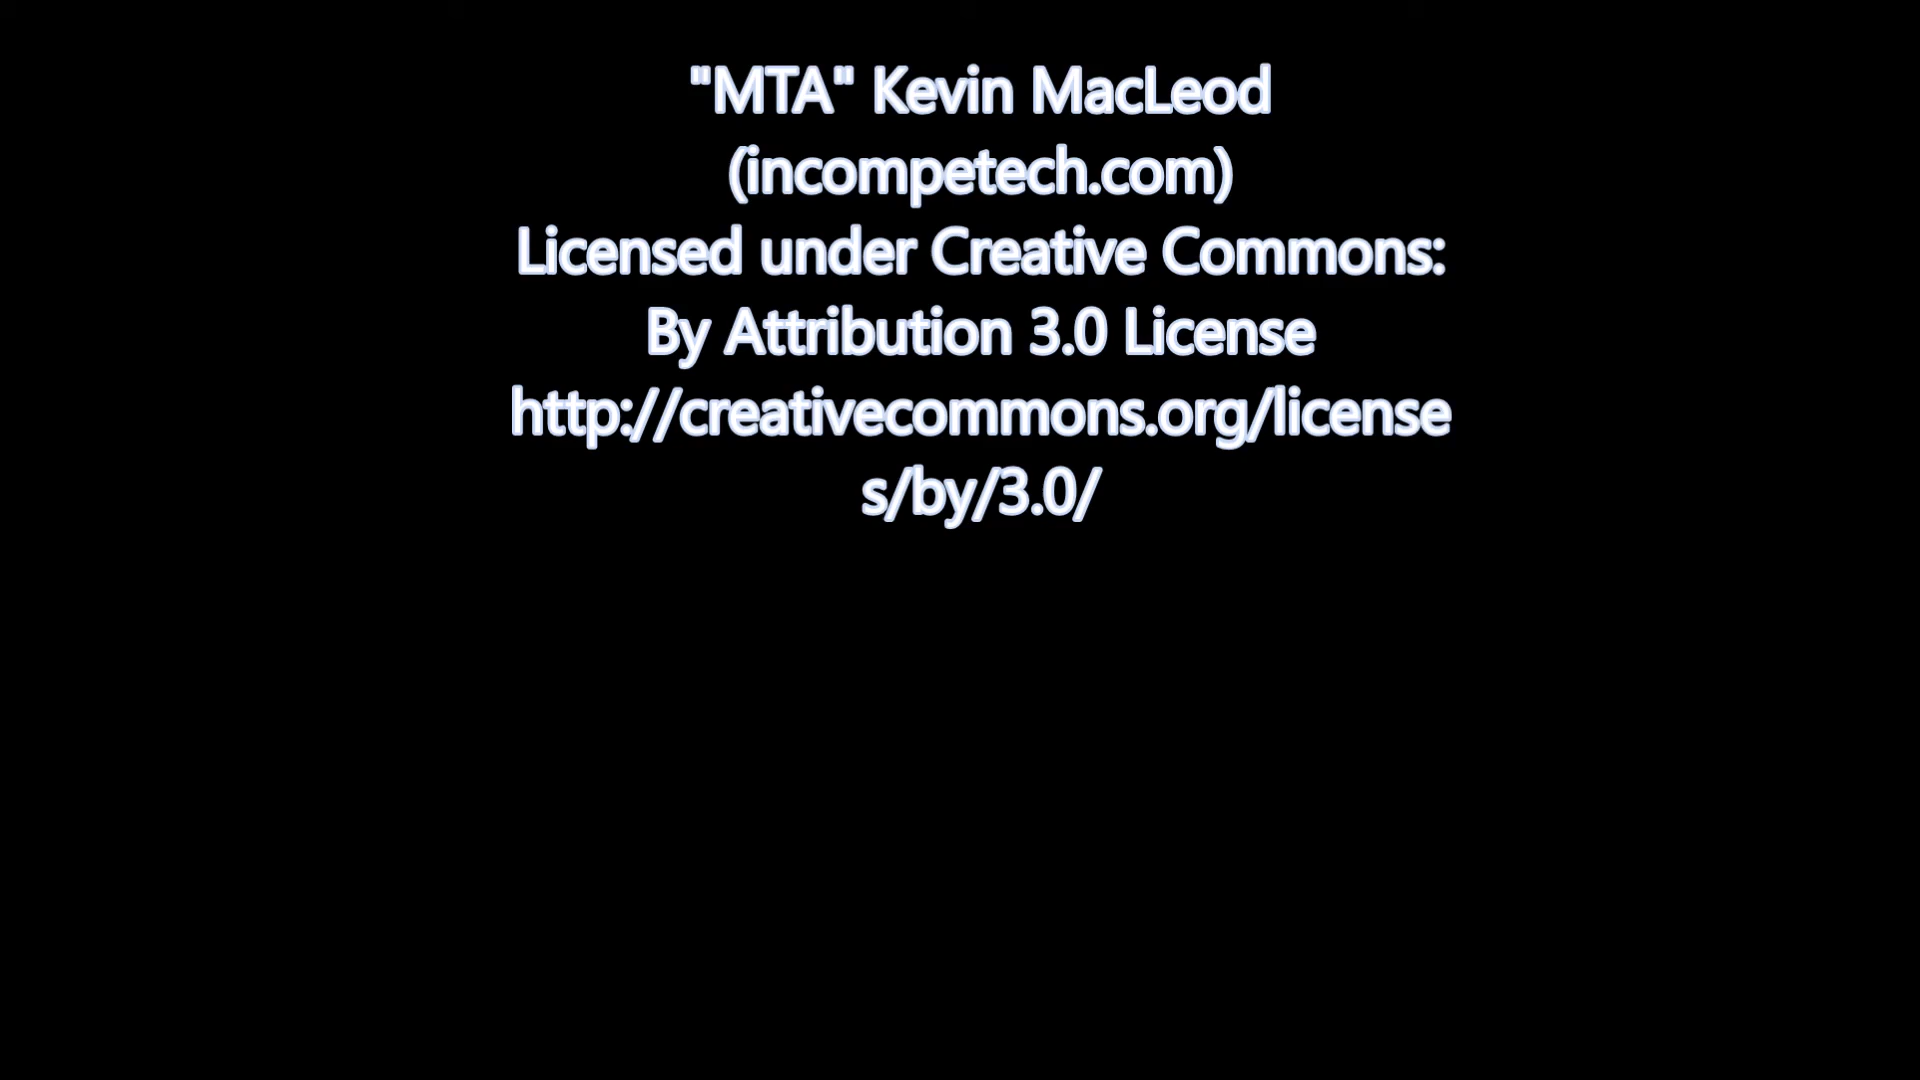 "MTA" Kevin MacLeod
(incompetech.com)
Licensed under Creative Commons:
By Attribution 3.0 License
http://creativecommons.org/license
s/by/3.0/